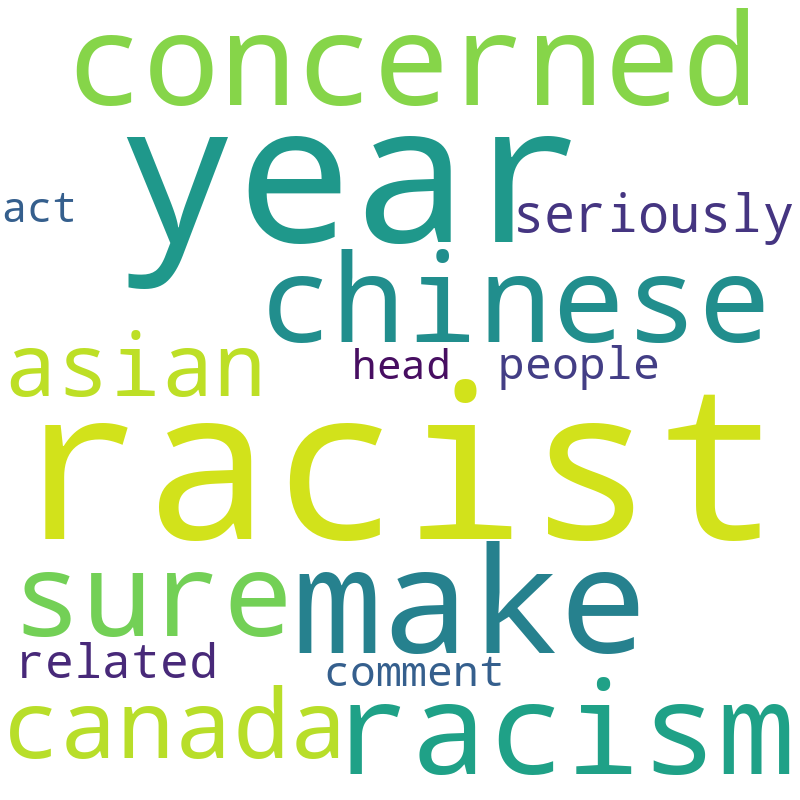 concerned
year
act
seriously
chinese
asian
head
people
racist
sure
make
related
comment
canada
racism